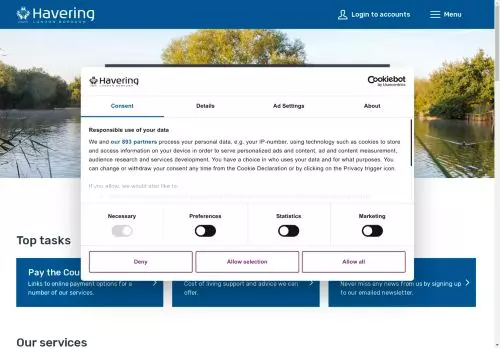 Havering
LONDON BOROUGH
Login to accounts
Menu
Havering
LONDON BOROUGH
Cookiebot
by Usercentrics
Consent
Details
Ad Settings
About
Responsible use of your data
We and our 893 partners process your personal data, e.g. your IP-number, using technology such as cookies to store
and access information on your device in order to serve personalized ads and content, ad and content measurement,
audience research and services development. You have a choice in who uses your data and for what purposes. You can
change or withdraw your consent any time from the Cookie Declaration or by clicking on the Privacy trigger icon.
If you allow, we would also like to:
Necessary
Preferences
Statistics
Marketing
Deny
Allow selection
Allow all
Top tasks
Pay the Cou
Links to online payment options for a
number of our services.
Cost of living support and advice we can
offer.
Never miss any news from us by signing up
to our emailed newsletter.
Our services